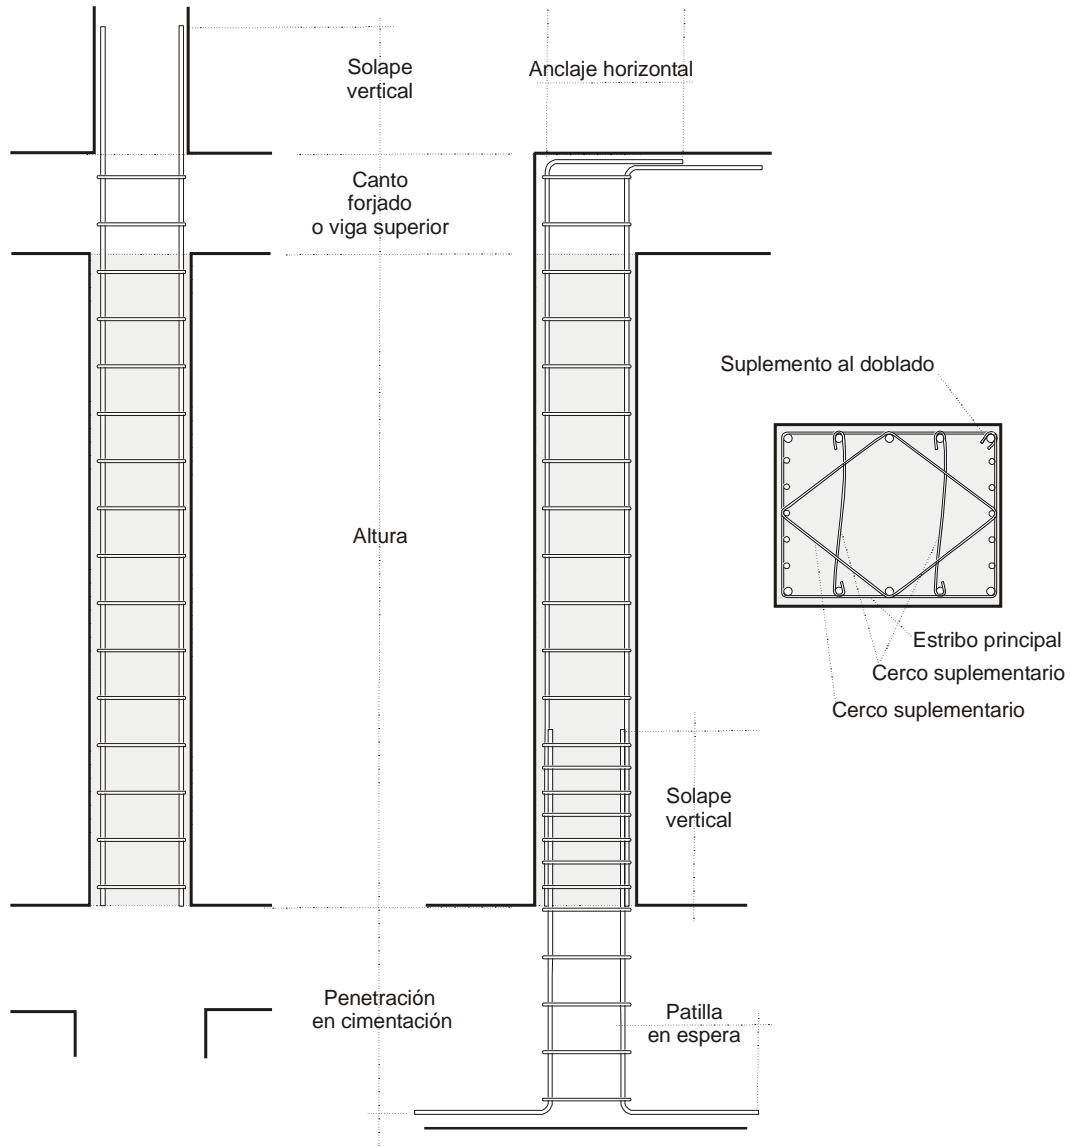 Solape
vertical
Anclaje horizontal
Canto
forjado
o viga superior
Suplemento al doblado
Altura
Estribo principal
Cerco suplementario
Cerco suplementario
Solape
vertical
Penetración
en cimentación
Patilla
en espera